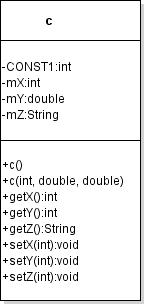 c
-CONST1:int
-mX:int
-mY:double
-mZ:String
+c()
+c(int, double, double)
+getX():int
+getY():int
+getZ():String
+setX(int):void
+setY(int):void
+setZ(int):void